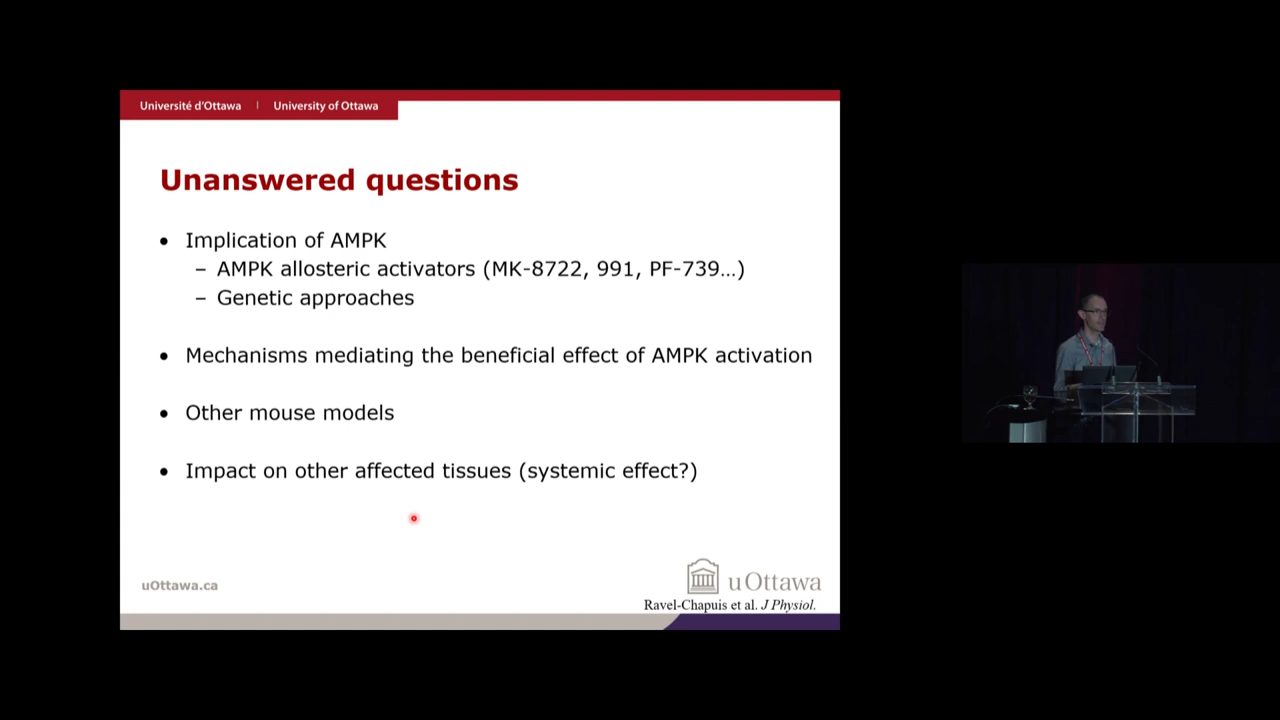 Université d'Ottawa | University of Ottawa
Unanswered questions
• Implication of AMPK
– AMPK allosteric activators (MK-8722, 991, PF-739…)
– Genetic approaches
• Mechanisms mediating the beneficial effect of AMPK activation
• Other mouse models
• Impact on other affected tissues (systemic effect?)
uOttawa.ca
uOttawa
Ravel-Chapuis et al. J Physiol.